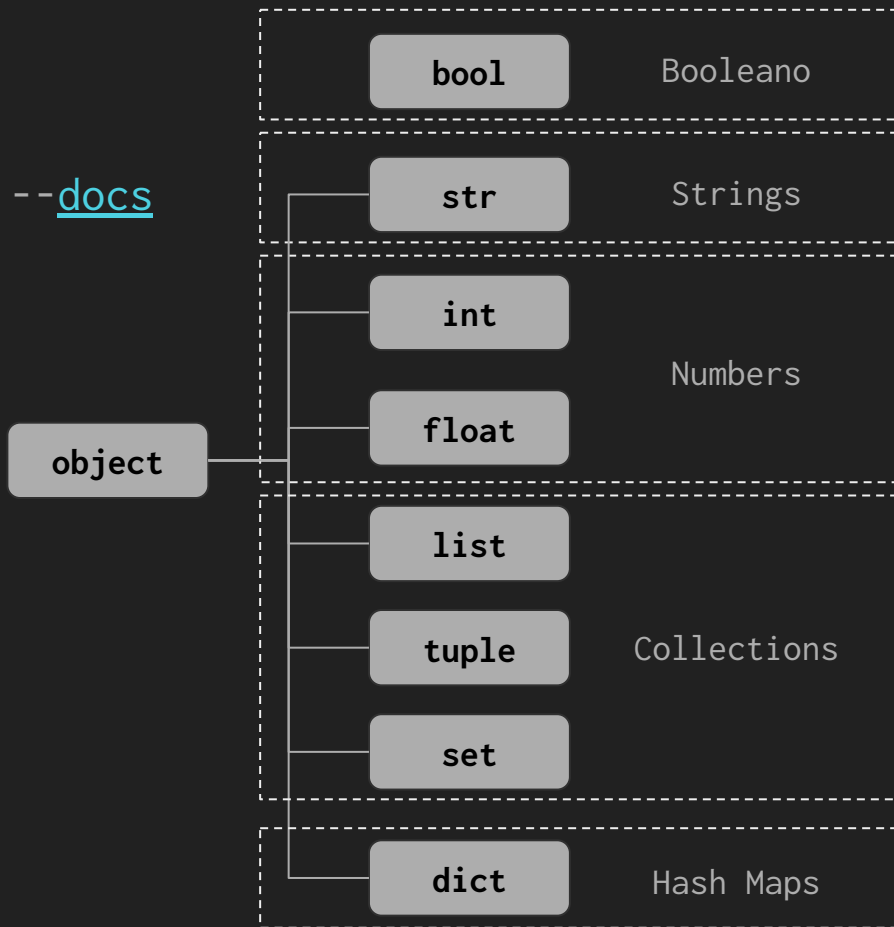 bool
Booleano
--docs
str
Strings
int
Numbers
float
object
list
tuple
Collections
set
dict
Hash Maps